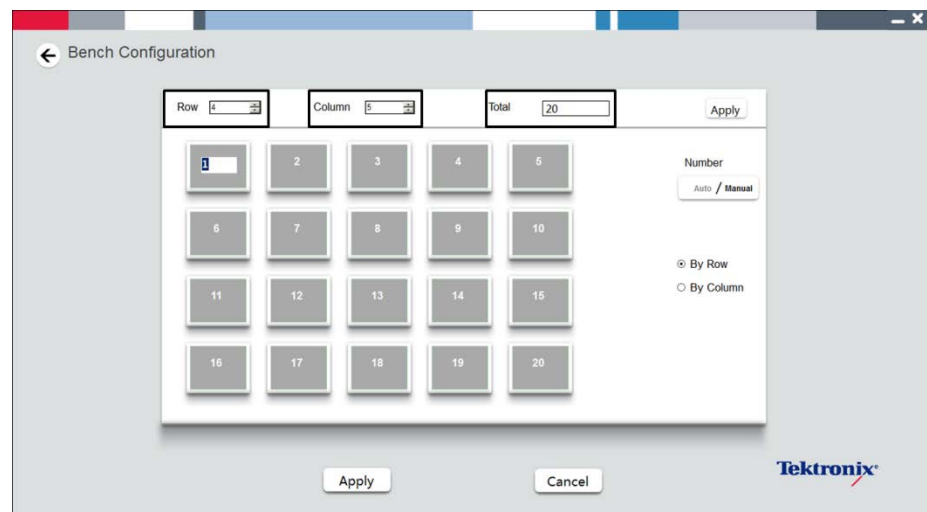 Bench Configuration
Row 4 Column 5 Total 20 Apply
1 2 3 4 5
Number
Auto / Manual
6 7 8 9 10
By Row
By Column
11 12 13 14 15
16 17 18 19 20
Apply Cancel
Tektronix